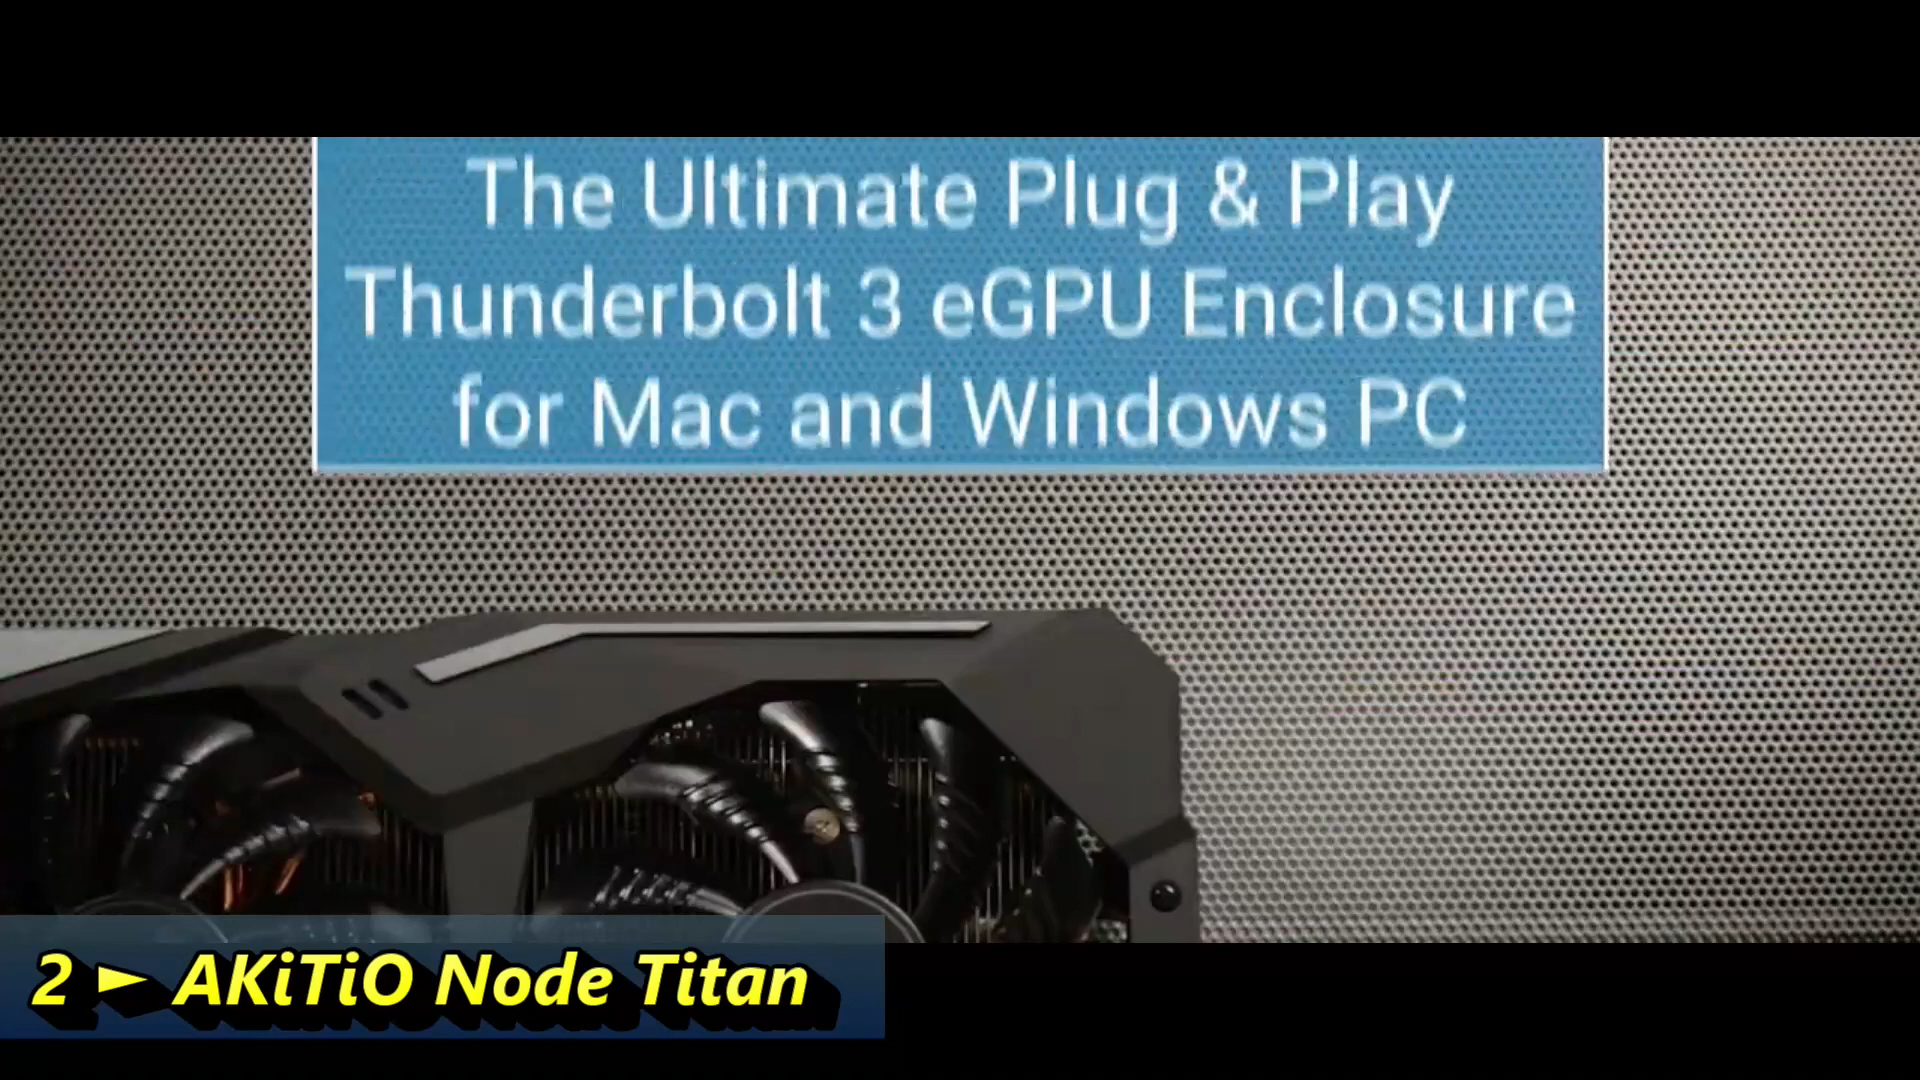 The Ultimate Plug & Play
Thunderbolt 3 eGPU Enclosure
for Mac and Windows PC
2 ► AKiTiO Node Titan